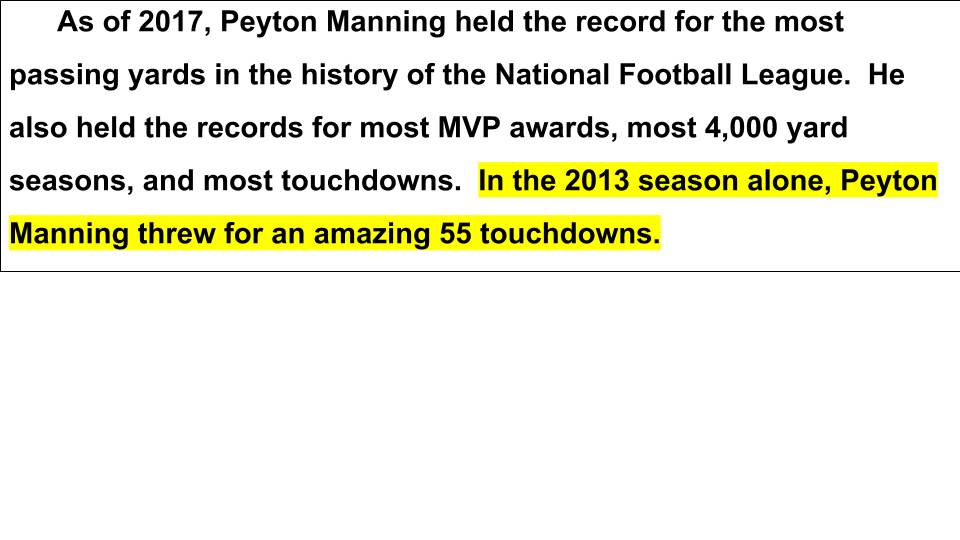 As of 2017, Peyton Manning held the record for the most
passing yards in the history of the National Football League.  He
also held the records for most MVP awards, most 4,000 yard
seasons, and most touchdowns.  In the 2013 season alone, Peyton
Manning threw for an amazing 55 touchdowns.